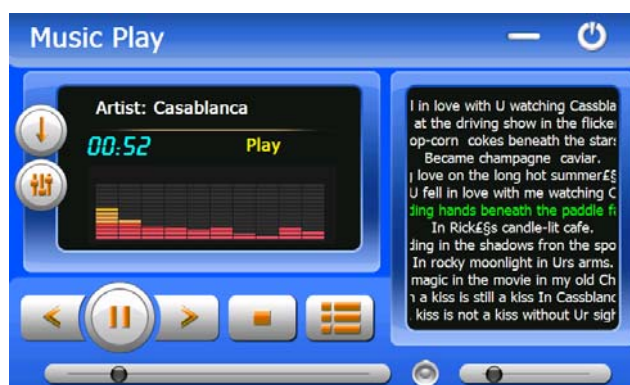 Music Play
Artist: Casablanca
00:52
Play
l in love with U watching Cassbla
at the driving show in the flicke
op-corn cokes beneath the stars
Became champagne caviar.
love on the long hot summer£§
U fell in love with me watching C
ding hands beneath the paddle fa
In Rick£§s candle-lit cafe.
ding in the shadows fron the spo
In rocky moonlight in Urs arms.
magic in the movie in my old Ch
a kiss is still a kiss In Cassblanc
kiss is not a kiss without Ur sigh